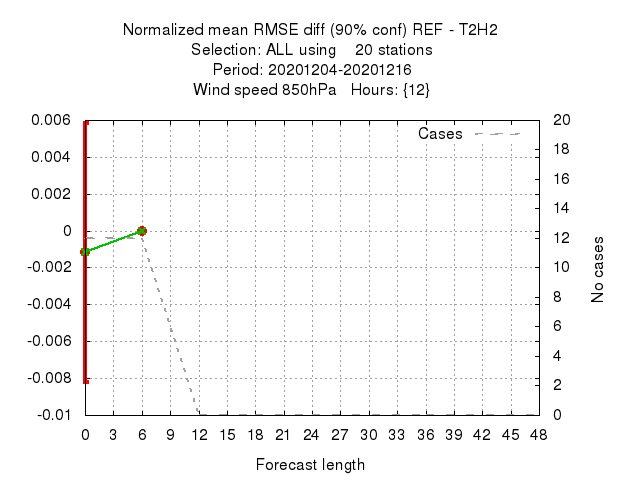 Normalized mean RMSE diff (90% conf) REF - T2H2
Selection: ALL using 20 stations
Period: 20201204-20201216
Wind speed 850hPa Hours: {12}
0.006 20
Cases
18
0.004
16
0.002 14
0 12
-0.002 10
No cases
8
-0.004
6
-0.006
4
-0.008 2
-0.01 0
0 3 6 9 12 15 18 21 24 27 30 33 36 39 42 45 48
Forecast length